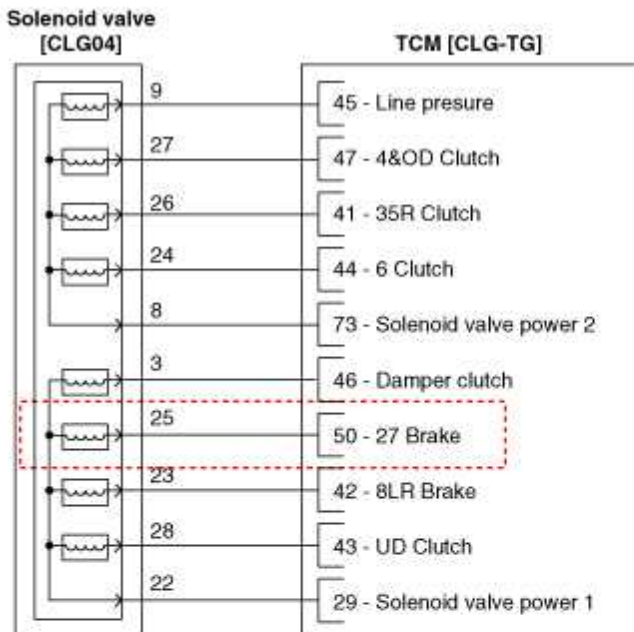 Solenoid valve
[CLG04]
TCM [CLG-TG]
9
45 - Line presure
27
47 - 4&OD Clutch
26
41 - 35R Clutch
24
44 - 6 Clutch
8
73 - Solenoid valve power 2
3
46 - Damper clutch
25
50 - 27 Brake
23
42 - 8LR Brake
28
43 - UD Clutch
22
29 - Solenoid valve power 1